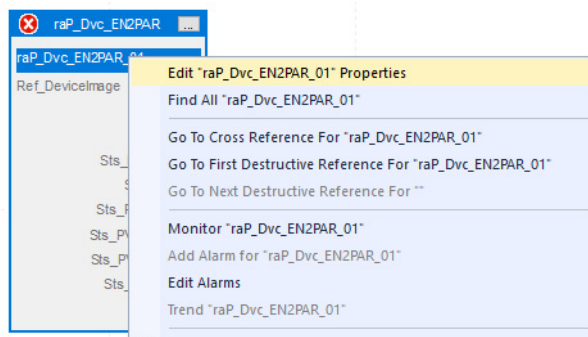 raP_Dvc_EN2PAR ...
raP_Dvc_EN2PAR_01
Ref_DeviceImage
Sts_
Sts_
Sts_P
Sts_P
Sts_
Edit "raP_Dvc_EN2PAR_01" Properties
Find All "raP_Dvc_EN2PAR_01"
Go To Cross Reference For "raP_Dvc_EN2PAR_01"
Go To First Destructive Reference For "raP_Dvc_EN2PAR_01"
Go To Next Destructive Reference For ""
Monitor "raP_Dvc_EN2PAR_01"
Add Alarm for "raP_Dvc_EN2PAR_01"
Edit Alarms
Trend "raP_Dvc_EN2PAR_01"